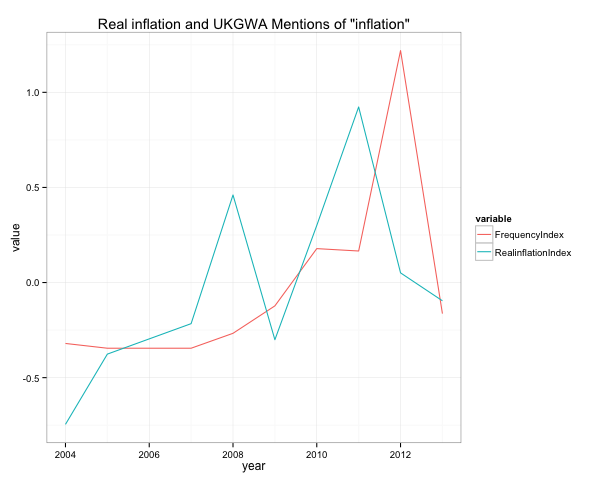 Real inflation and UKGWA Mentions of "inflation"
1.0
0.5
0.0
-0.5
value
2004 2006 2008 2010 2012
year
variable
FrequencyIndex
RealinflationIndex